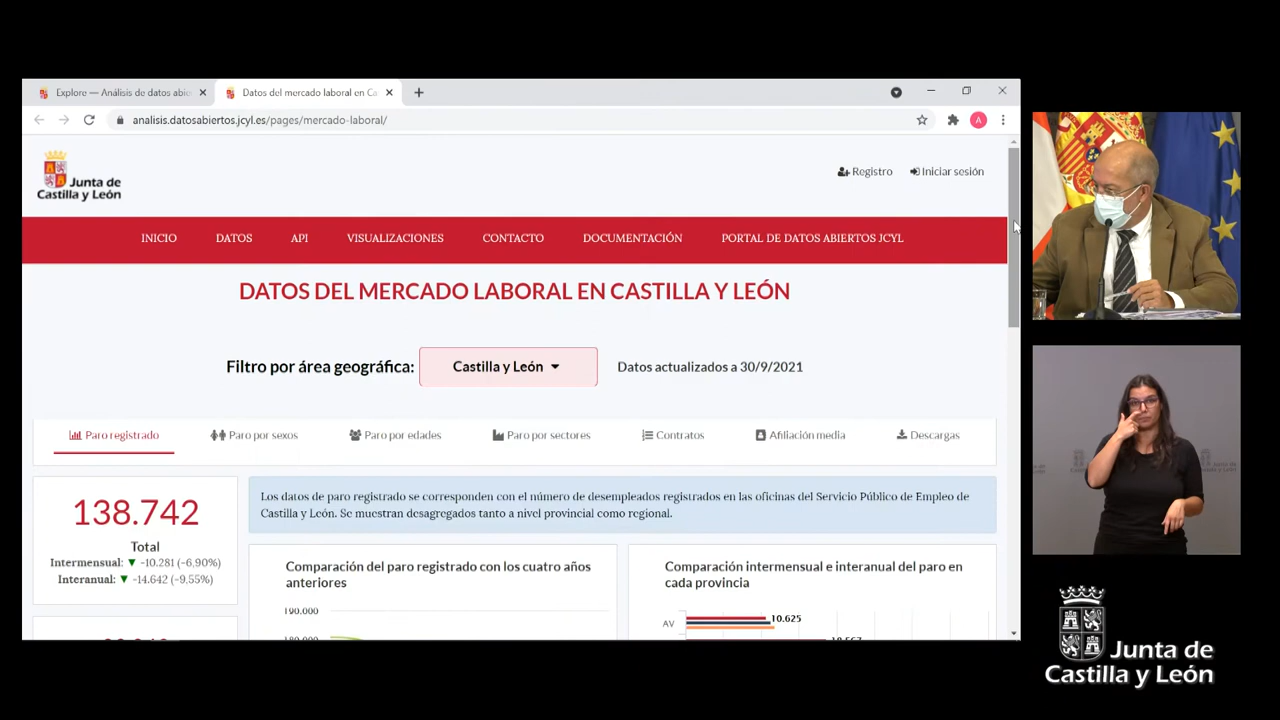 Explore — Análisis de datos abie
Datos del mercado laboral en Ca
analisis.datosabiertos.jcyl.es/pages/mercado-laboral/
A
Junta de
Castilla y León
Registro
Iniciar sesión
INICIO
DATOS
API
VISUALIZACIONES
CONTACTO
DOCUMENTACIÓN
PORTAL DE DATOS ABIERTOS JCYL
DATOS DEL MERCADO LABORAL EN CASTILLA Y LEÓN
Filtro por área geográfica:
Castilla y León
Datos actualizados a 30/9/2021
Paro registrado
Paro por sexos
Paro por edades
Paro por sectores
Contratos
Afiliación media
Descargas
138.742
Total
Intermensual: -10.281 (-6,90%)
Interanual: -14.642 (-9,55%)
Los datos de paro registrado se corresponden con el número de desempleados registrados en las oficinas del Servicio Público de Empleo de
Castilla y León. Se muestran desagregados tanto a nivel provincial como regional.
Comparación del paro registrado con los cuatro años
anteriores
190.000
Comparación intermensual e interanual del paro en
cada provincia
AV
10.625
Junta de
Castilla y León